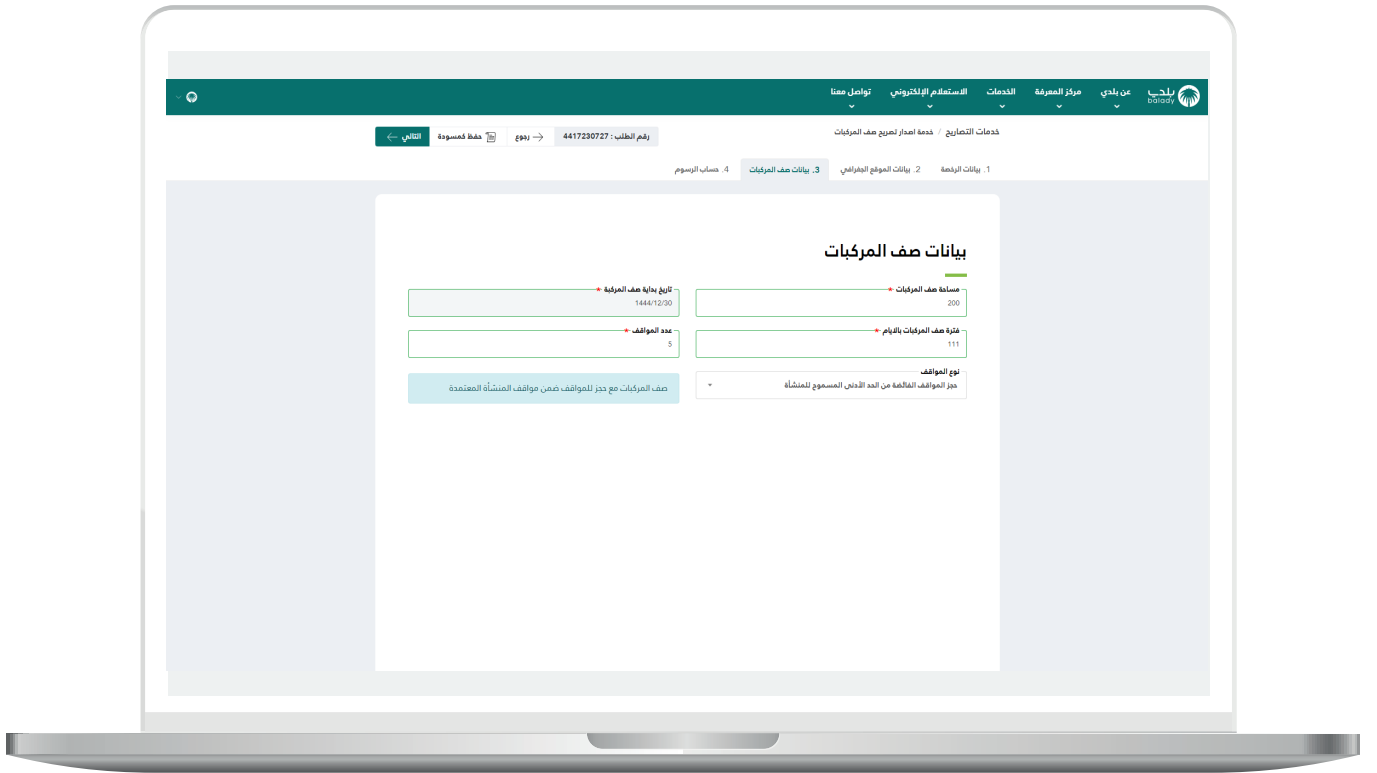 بلدي
balady
عن بلدي
مركز المعرفة
الخدمات
الاستعلام الإلكتروني
تواصل معنا
خدمات التصاريح / خدمة اصدار تصريح صف المركبات
رقم الطلب : 4417230727
رجوع
حفظ كمسودة
التالي
1. بيانات الرخصة
2. بيانات الموقع الجغرافي
3. بيانات صف المركبات
4. حساب الرسوم
بيانات صف المركبات
مساحة صف المركبات *
200
تاريخ بداية صف المركبة *
1444/12/30
فترة صف المركبات بالايام *
111
عدد المواقف *
5
نوع المواقف
حجز المواقف الفائضة من الحد الأدنى المسموح للمنشأة
صف المركبات مع حجز للمواقف ضمن مواقف المنشأة المعتمدة